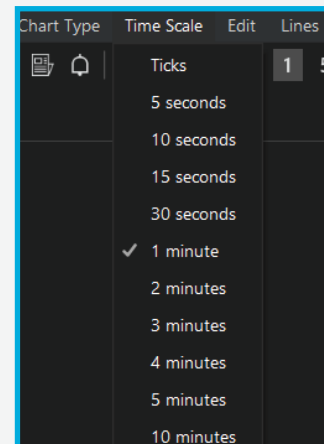 Chart Type Time Scale Edit Lines
Ticks 1 5
5 seconds
10 seconds
15 seconds
30 seconds
1 minute
2 minutes
3 minutes
4 minutes
5 minutes
10 minutes